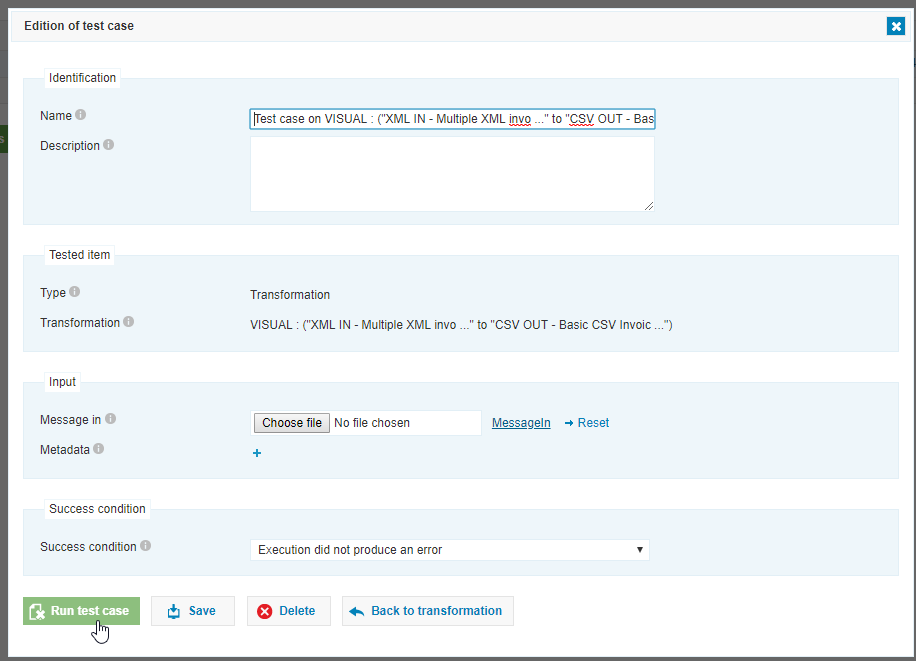 Edition of test case
Identification
Name
Test case on VISUAL : ("XML IN - Multiple XML invo ..." to "CSV OUT - Bas
Description
Tested item
Type
Transformation
Transformation
VISUAL : ("XML IN - Multiple XML invo ..." to "CSV OUT - Basic CSV Invoic ...")
Input
Message in
Choose file No file chosen MessageIn Reset
Metadata
+
Success condition
Success condition
Execution did not produce an error
Run test case Save Delete Back to transformation